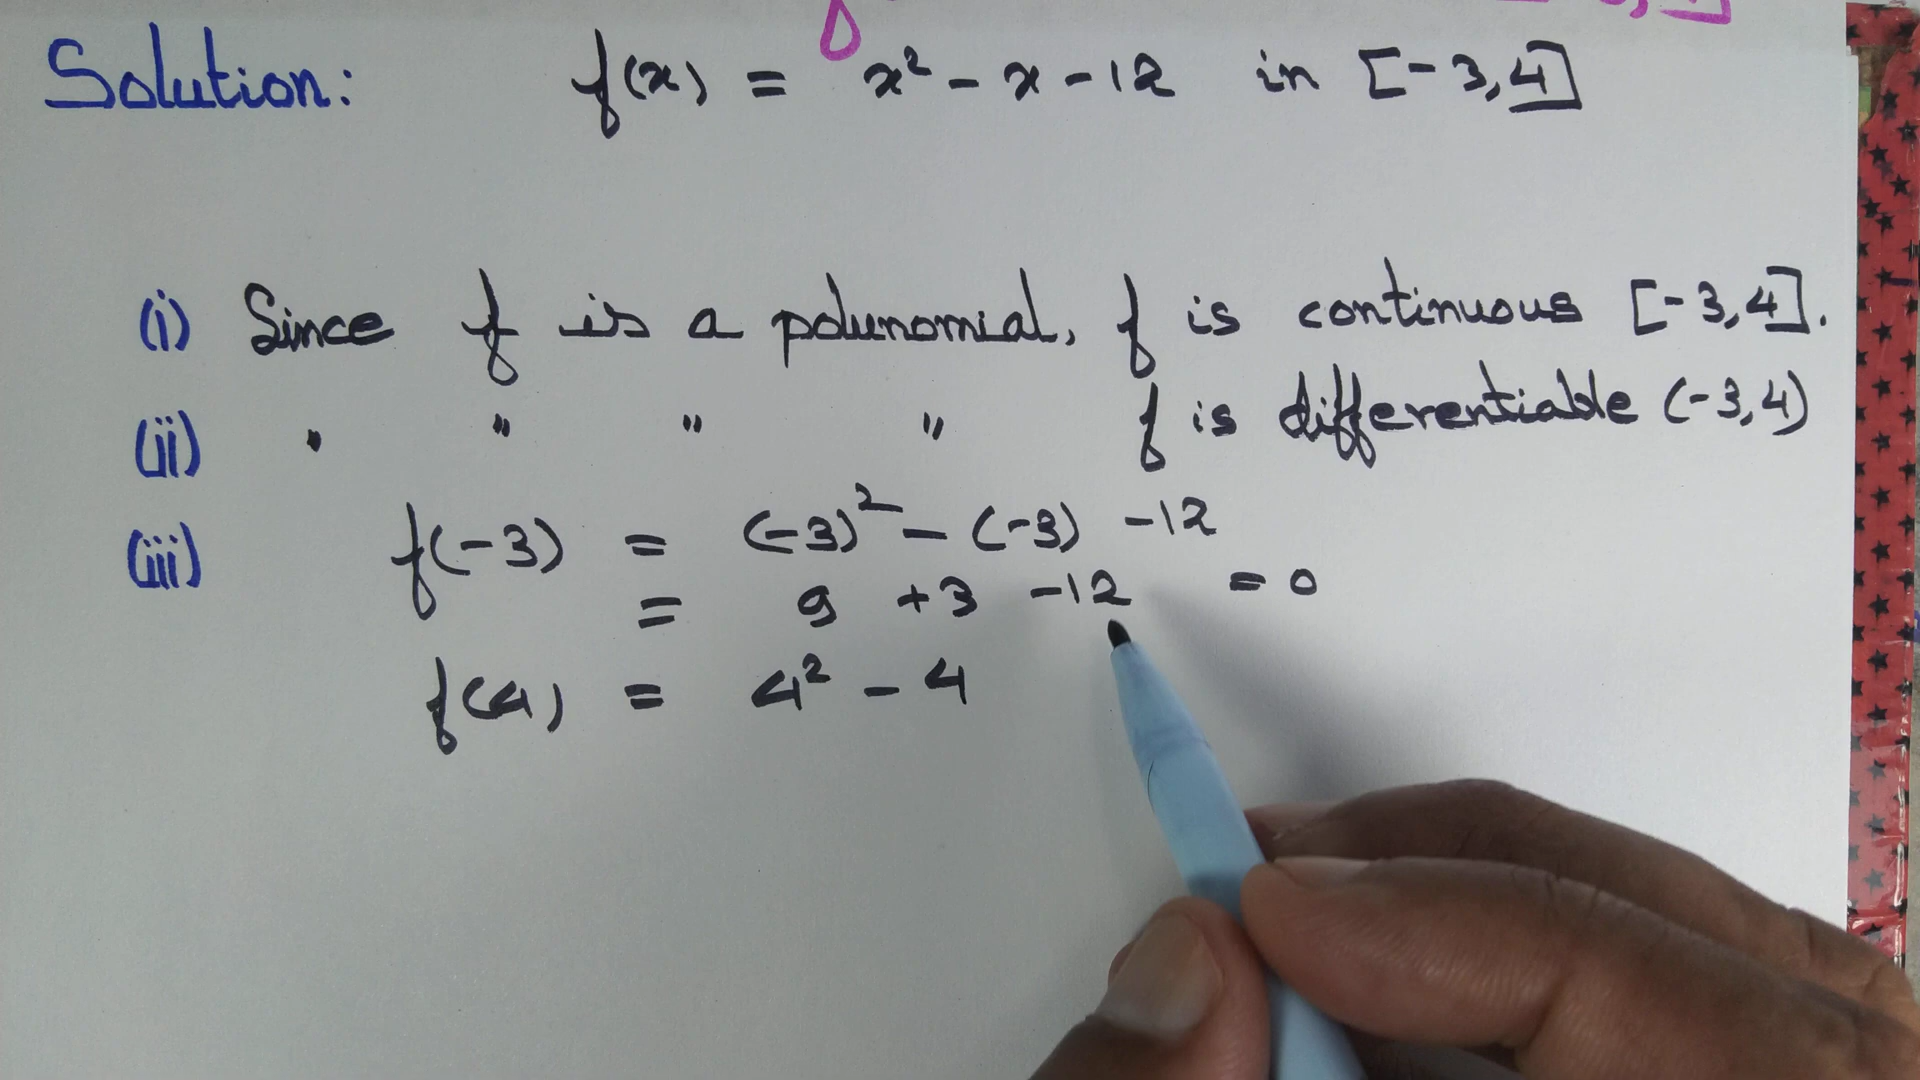 Solution: f(x) = x² - x - 12 in [-3,4]
(i) Since f is a polunomial, f is continuous [-3,4].
(ii) " " " " f is differentiable (-3,4)
(iii) f(-3) = (-3)² - (-3) -12
= 9 +3 -12 = 0
f(4) = 4² - 4